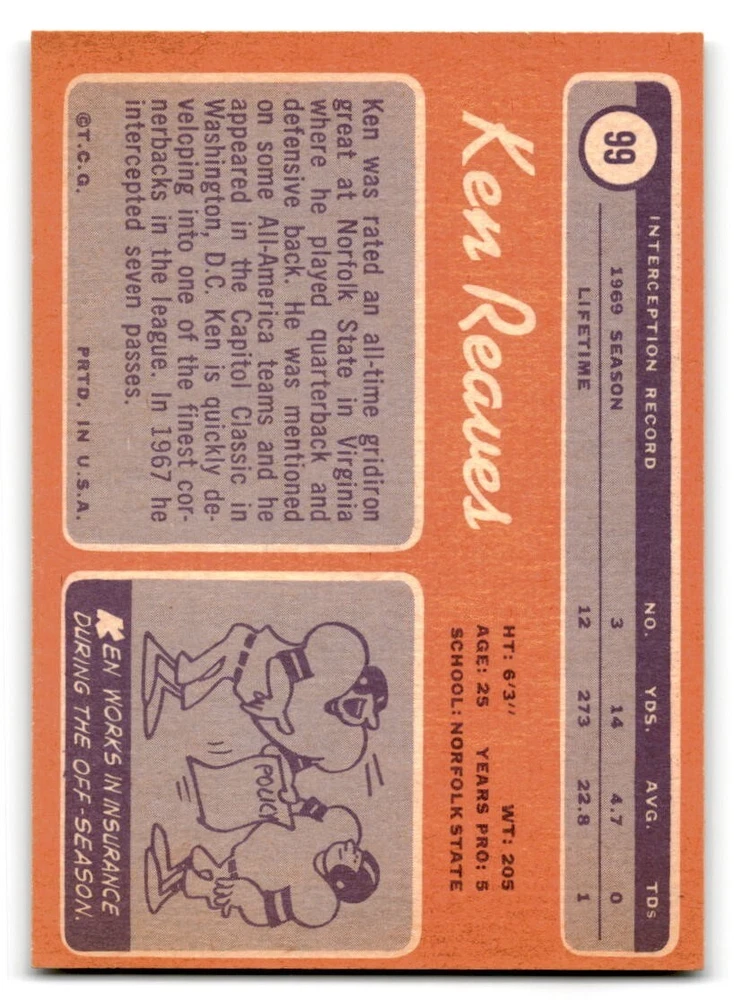 99
INTERCEPTION RECORD NO. YDS. AVG. TDs
1969 SEASON 3 14 4.7 0
LIFETIME 12 273 22.8 1
Ken Reaves
HT: 6'3" WT: 205
AGE: 25 YEARS PRO: 5
SCHOOL: NORFOLK STATE
Ken was rated an all-time gridiron
great at Norfolk State in Virginia
where he played quarterback and
defensive back. He was mentioned
on some All-America teams and he
appeared in the Capitol Classic in
Washington, D.C. Ken is quickly de-
veloping into one of the finest cor-
nerbacks in the league. In 1967 he
intercepted seven passes.
©T.C.G. PRTD. IN U.S.A.
POLICY
KEN WORKS IN INSURANCE
DURING THE OFF-SEASON.